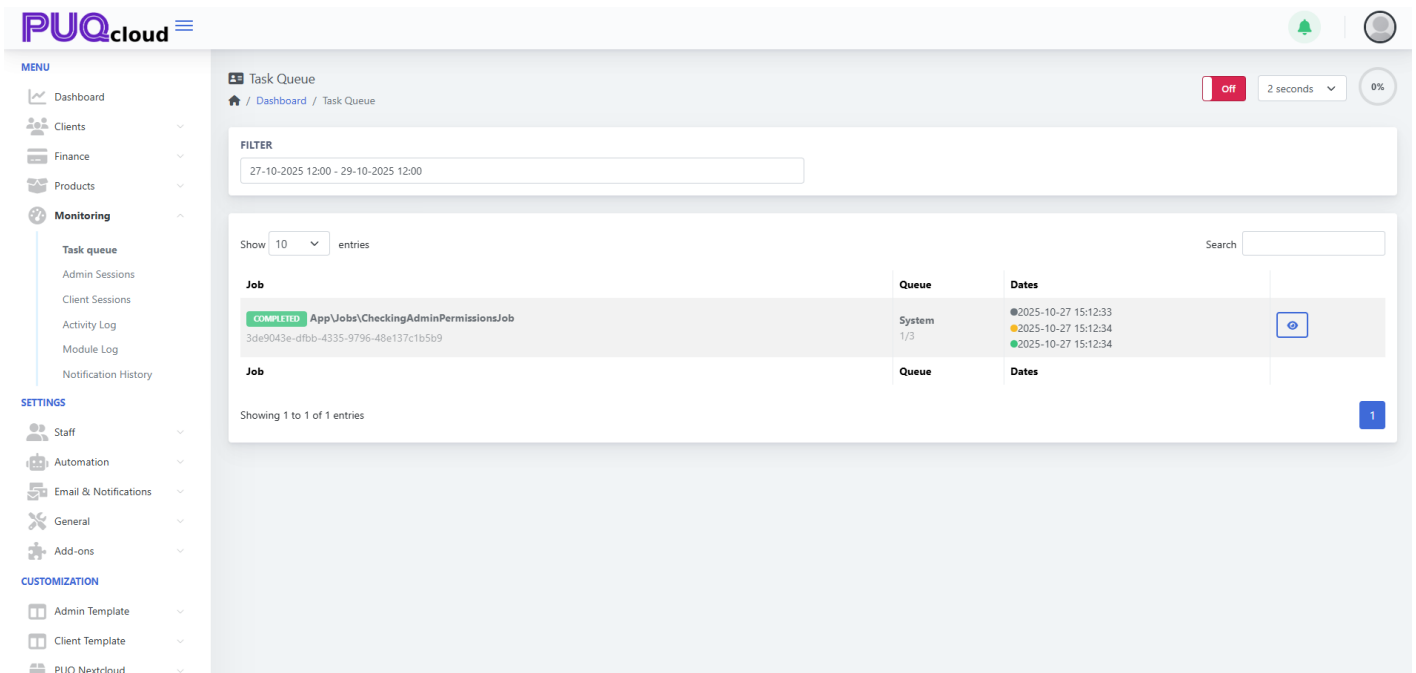 PUQcloud
MENU
Dashboard
Clients
Finance
Products
Monitoring
Task queue
Admin Sessions
Client Sessions
Activity Log
Module Log
Notification History
SETTINGS
Staff
Automation
Email & Notifications
General
Add-ons
CUSTOMIZATION
Admin Template
Client Template
PUQ Nextcloud
Task Queue
/ Dashboard / Task Queue
Off
2 seconds
0%
FILTER
27-10-2025 12:00 - 29-10-2025 12:00
Show 10 entries
Search
Job Queue Dates
COMPLETED App\Jobs\CheckingAdminPermissionsJob
3de9043e-dfbb-4335-9796-48e137c1b5b9
System
1/3
2025-10-27 15:12:33
2025-10-27 15:12:34
2025-10-27 15:12:34
Job Queue Dates
Showing 1 to 1 of 1 entries
1